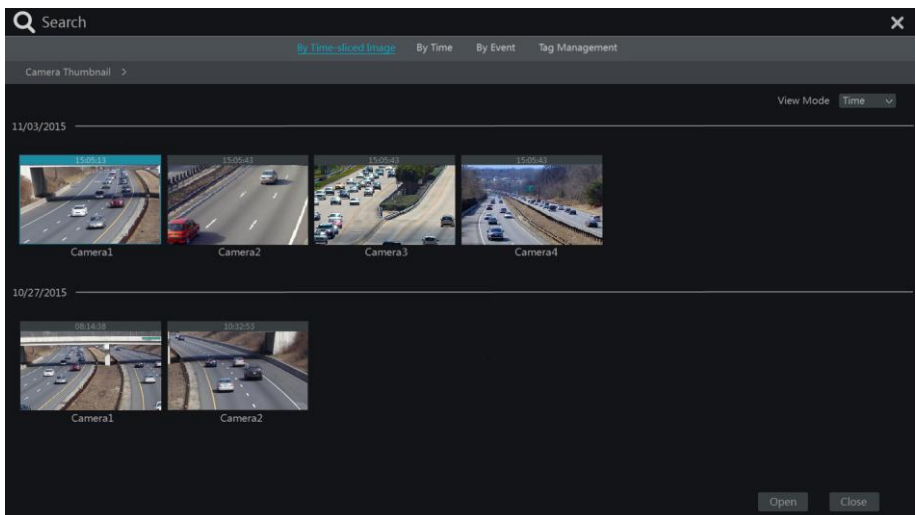 Search
By Time-sliced Image By Time By Event Tag Management
Camera Thumbnail >
View Mode Time
11/03/2015
15:05:13 15:05:43 15:05:43 15:05:43
Camera1 Camera2 Camera3 Camera4
10/27/2015
08:14:38 10:32:53
Camera1 Camera2
Open Close